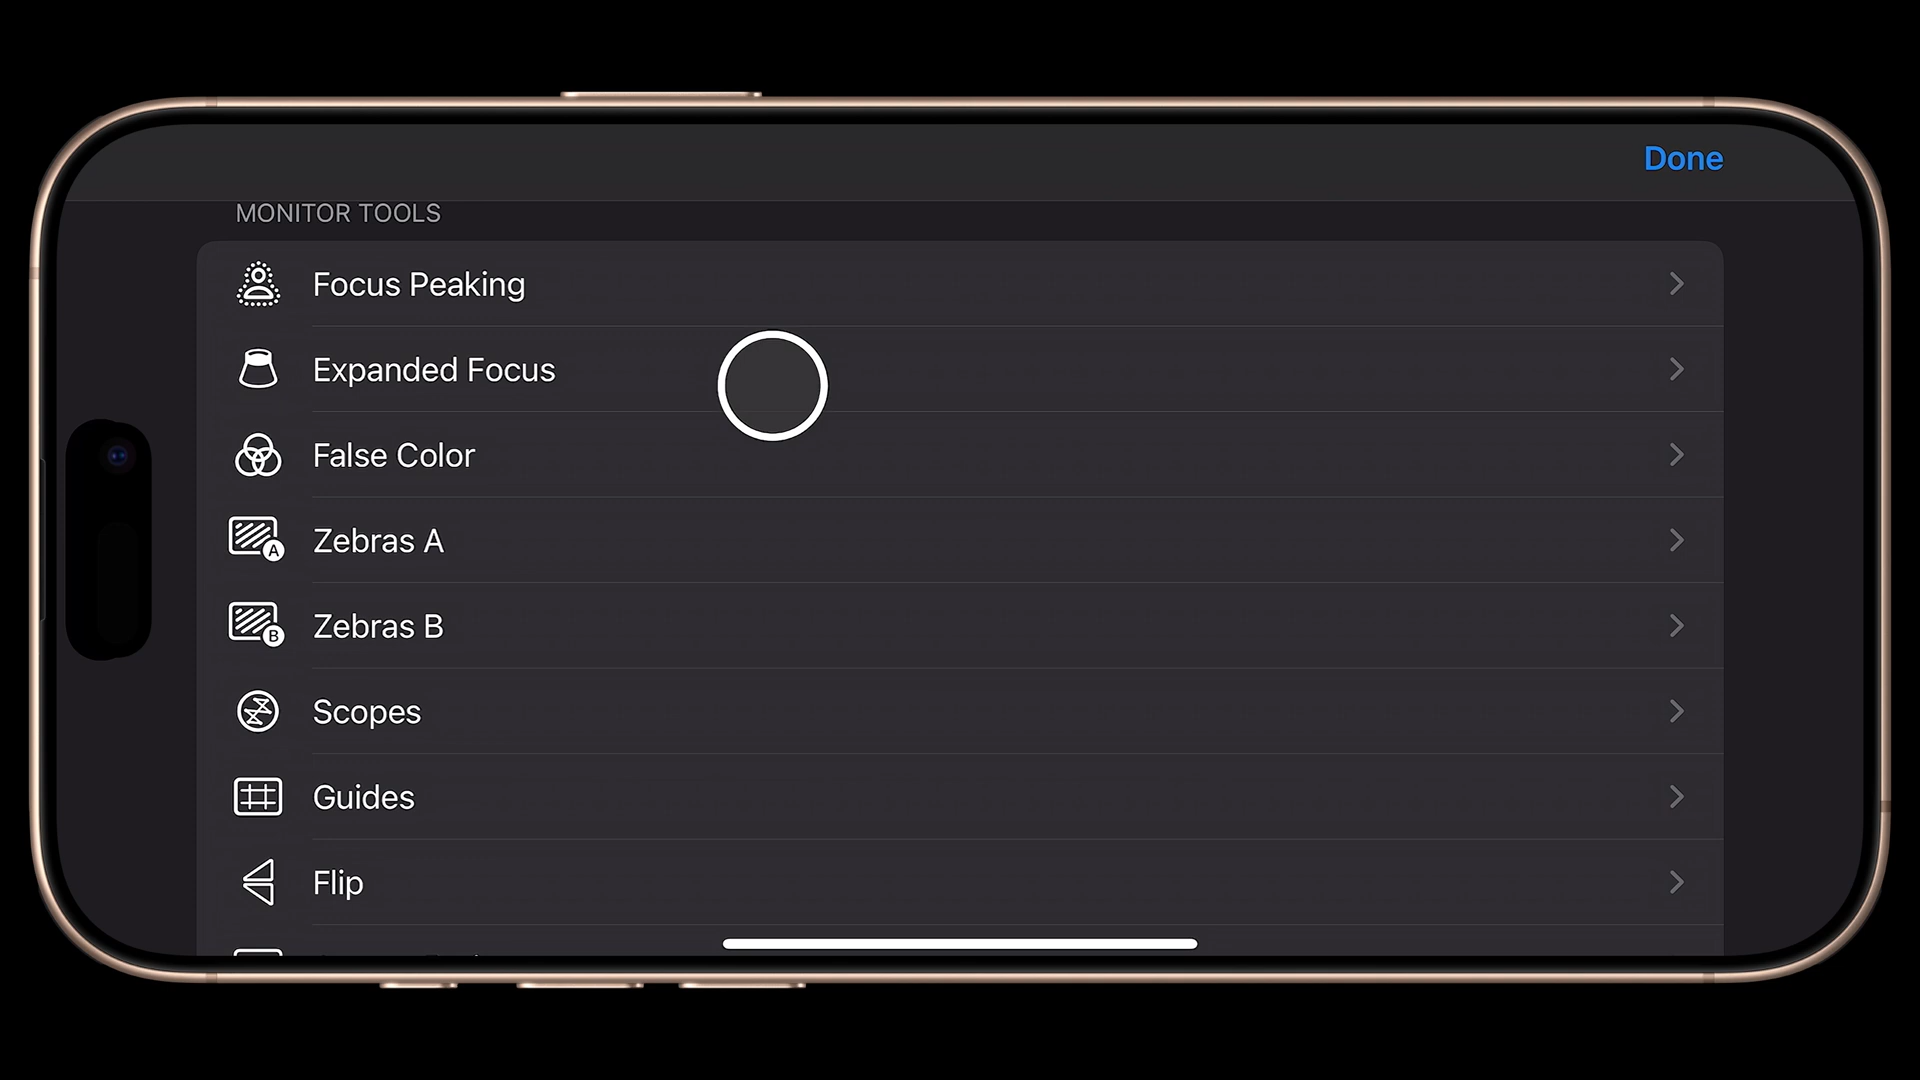 Done
MONITOR TOOLS
Focus Peaking
Expanded Focus
False Color
A
Zebras A
B
Zebras B
Scopes
Guides
Flip